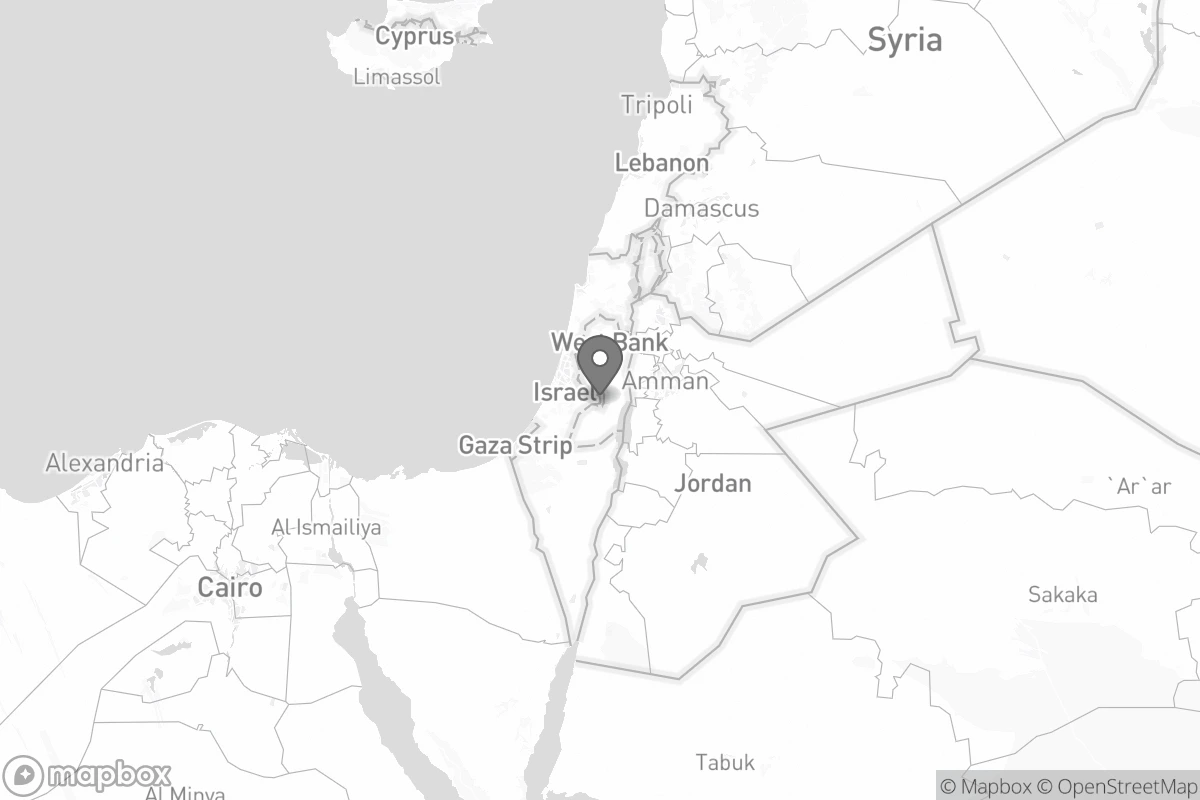 Cyprus
Syria
Limassol
Tripoli
Lebanon
Damascus
West Bank
Amman
Israel
Gaza Strip
Alexandria
Jordan
`Ar`ar
Al Ismailiya
Cairo
Sakaka
Tabuk
mapbox
© Mapbox © OpenStreetMap
Al Minya